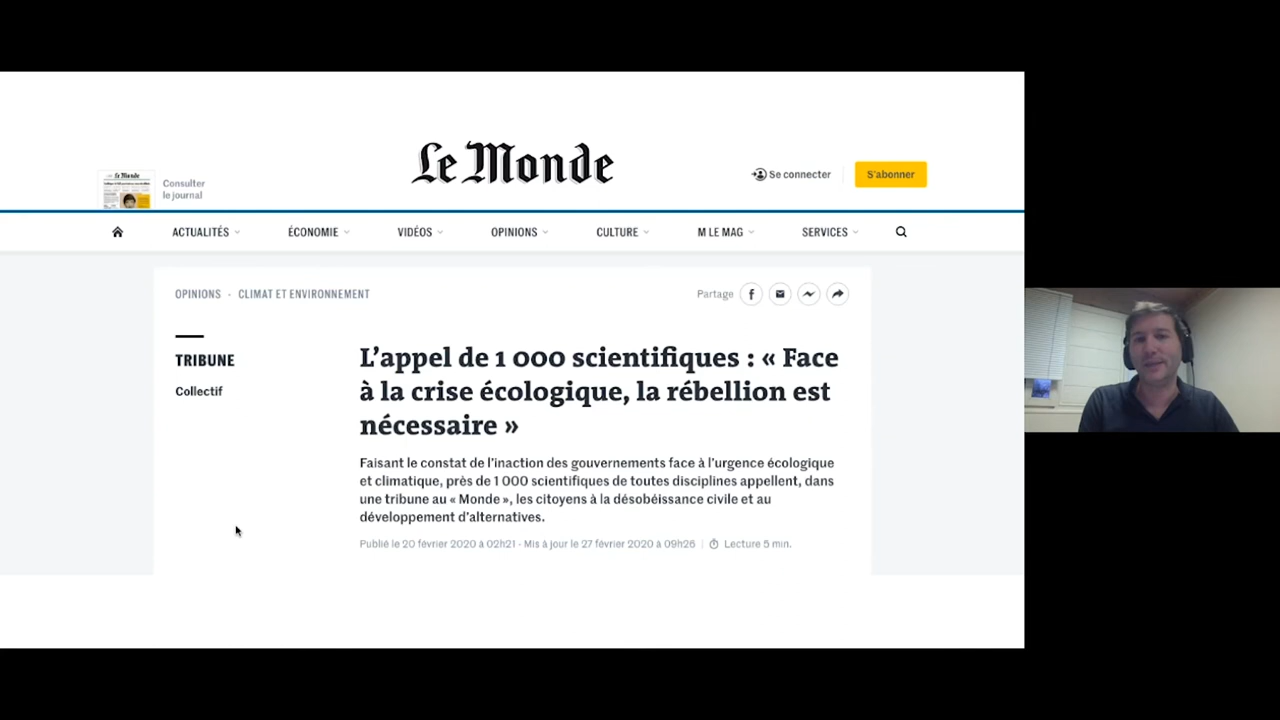 Le Monde
Consulter
le journal
Se connecter
S'abonner
ACTUALITÉS
ÉCONOMIE
VIDÉOS
OPINIONS
CULTURE
M LE MAG
SERVICES
OPINIONS - CLIMAT ET ENVIRONNEMENT
Partage
TRIBUNE
Collectif
L’appel de 1 000 scientifiques : « Face
à la crise écologique, la rébellion est
nécessaire »
Faisant le constat de l’inaction des gouvernements face à l’urgence écologique
et climatique, près de 1 000 scientifiques de toutes disciplines appellent, dans
une tribune au « Monde », les citoyens à la désobéissance civile et au
développement d’alternatives.
Publié le 20 février 2020 à 02h21 - Mis à jour le 27 février 2020 à 09h26
Lecture 5 min.